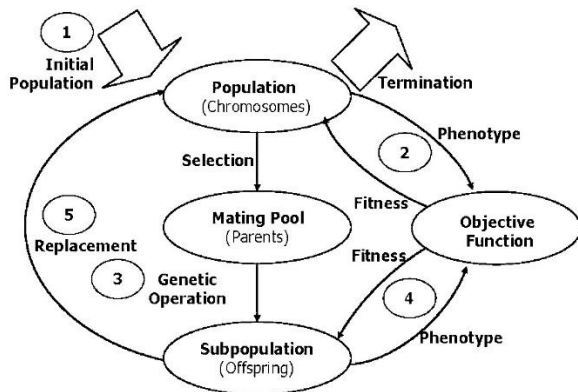 1
Initial
Population
Termination
Population
(Chromosomes)
Phenotype
2
Selection
Fitness
Mating Pool
(Parents)
Objective
Function
5
Replacement
3
Genetic
Operation
Fitness
4
Phenotype
Subpopulation
(Offspring)